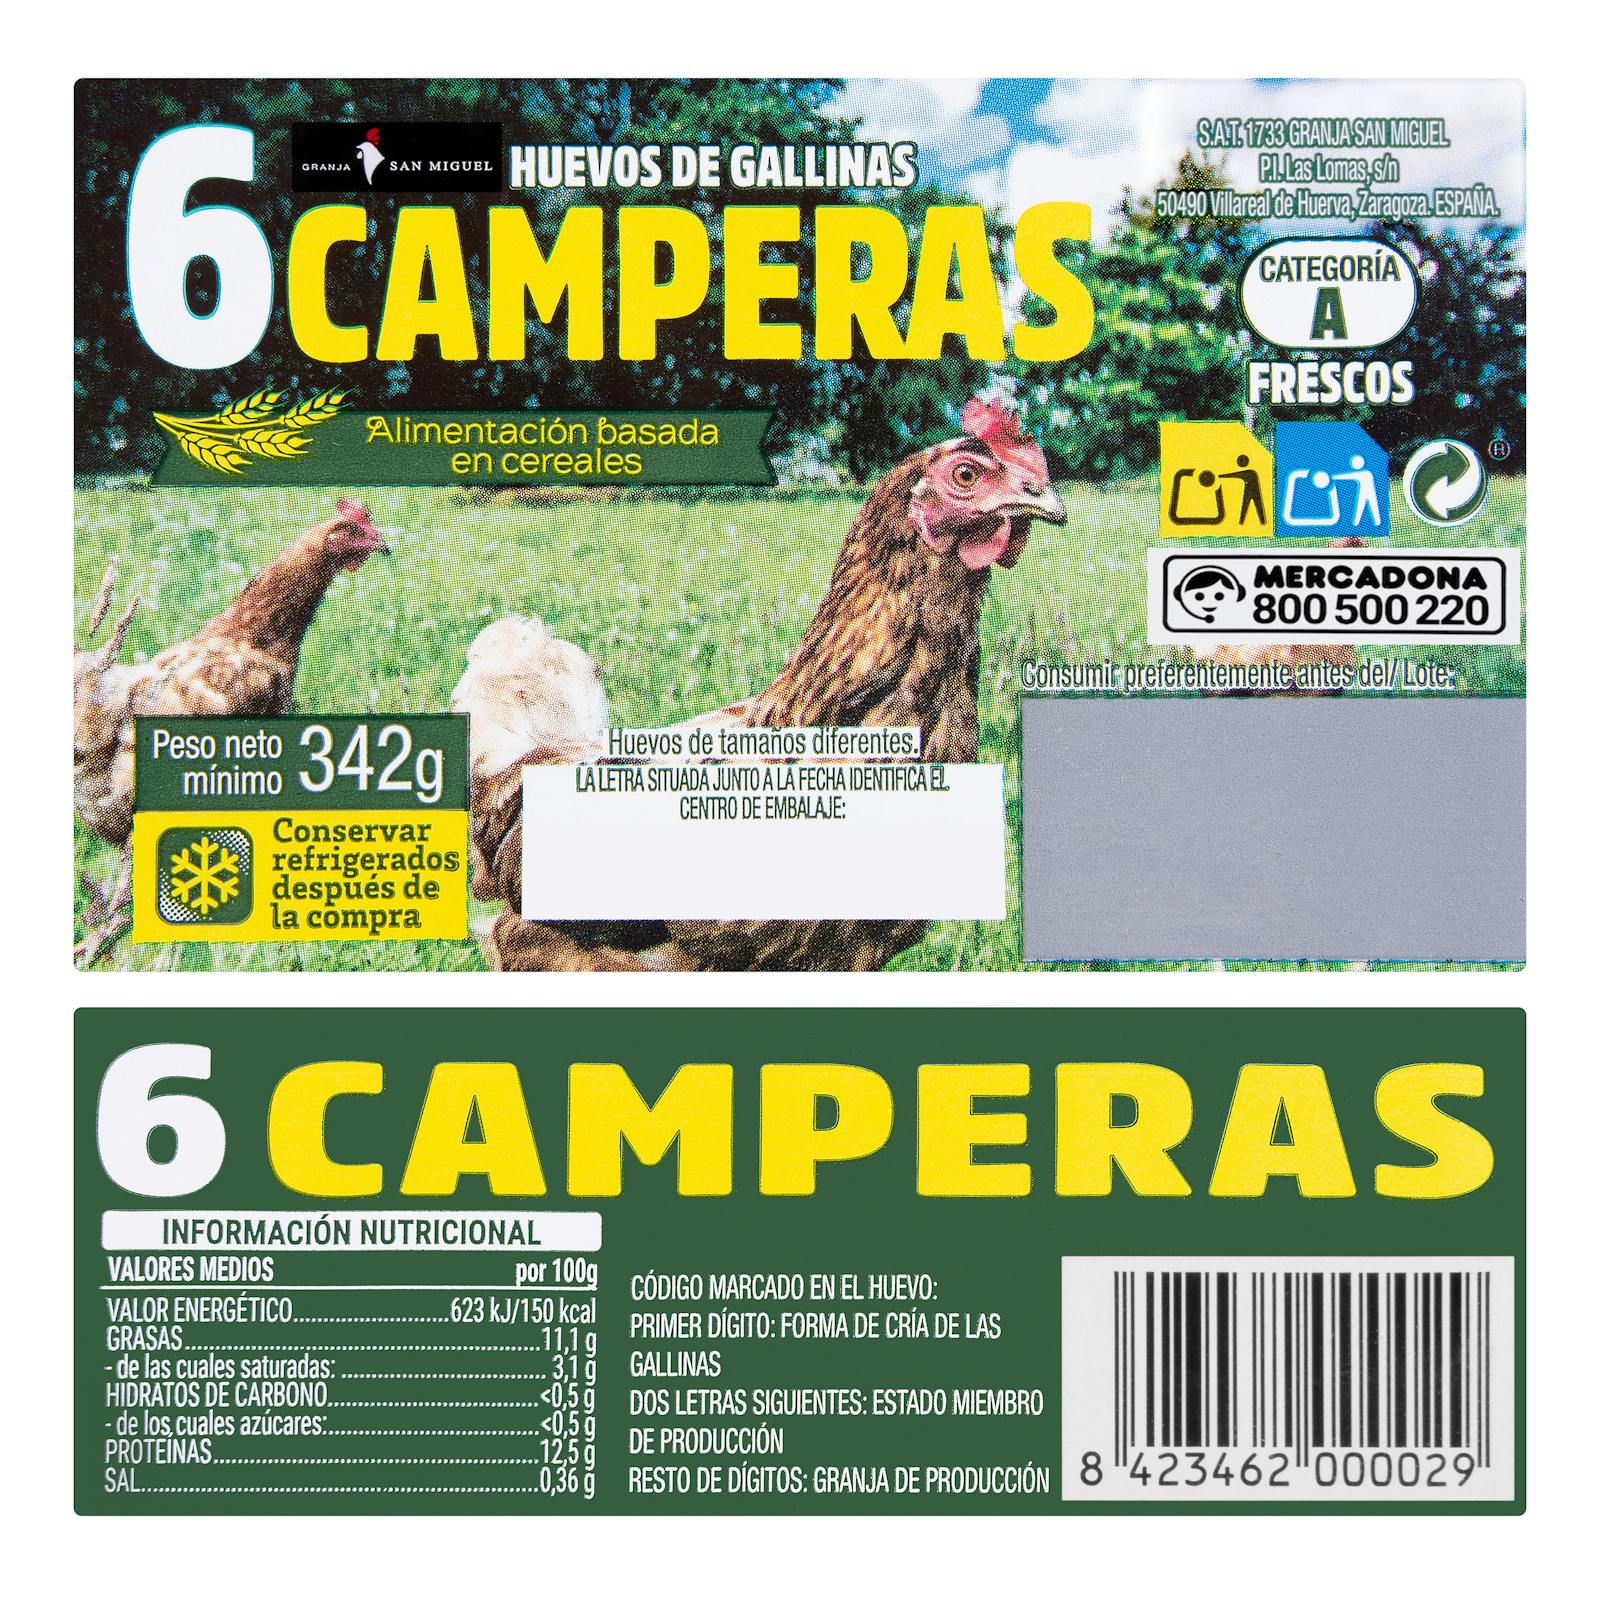 6
GRANJA SAN MIGUEL
HUEVOS DE GALLINAS
CAMPERAS
Alimentación basada
en cereales
S.A.T. 1733 GRANJA SAN MIGUEL
P.I. Las Lomas, s/n
50490 Villareal de Huerva, Zaragoza. ESPAÑA.
CATEGORÍA
A
FRESCOS
®
MERCADONA
800 500 220
Consumir preferentemente antes del/ Lote:
Peso neto
mínimo 342g
Conservar
refrigerados
después de
la compra
Huevos de tamaños diferentes.
LA LETRA SITUADA JUNTO A LA FECHA IDENTIFICA EL
CENTRO DE EMBALAJE:
6 CAMPERAS
INFORMACIÓN NUTRICIONAL
VALORES MEDIOS por 100g
VALOR ENERGÉTICO.......................623 kJ/150 kcal
GRASAS.....................................................11,1 g
- de las cuales saturadas: .............................. 3,1 g
HIDRATOS DE CARBONO...............................<0,5 g
- de los cuales azúcares:................................<0,5 g
PROTEÍNAS.................................................12,5 g
SAL............................................................0,36 g
CÓDIGO MARCADO EN EL HUEVO:
PRIMER DÍGITO: FORMA DE CRÍA DE LAS
GALLINAS
DOS LETRAS SIGUIENTES: ESTADO MIEMBRO
DE PRODUCCIÓN
RESTO DE DÍGITOS: GRANJA DE PRODUCCIÓN
8 423462 000029